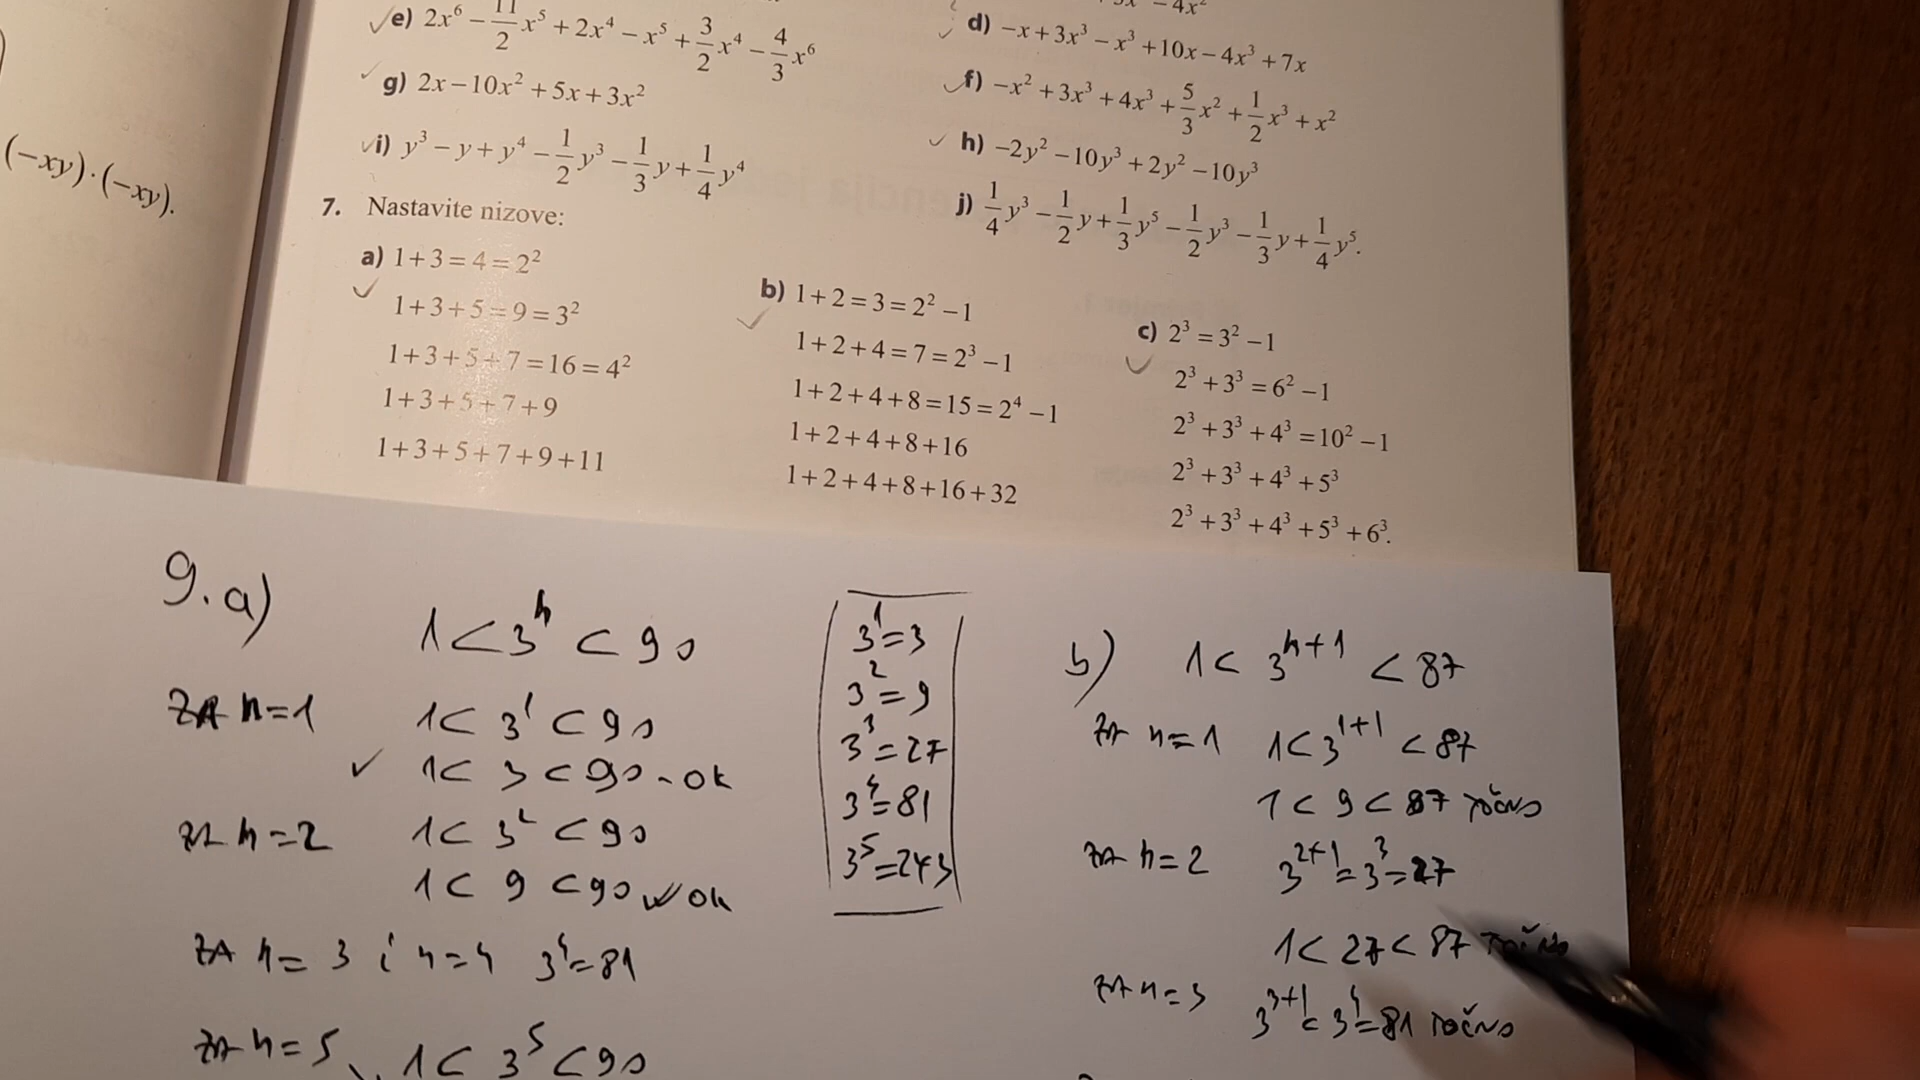 e) 2x⁶ − 11/2 x⁵ + 2x⁴ − x⁵ + 3/2 x⁴ − 4/3 x⁶
g) 2x − 10x² + 5x + 3x²
i) y³ − y + y⁴ − 1/2 y³ − 1/3 y + 1/4 y⁴
− 4x²
d) −x + 3x³ − x³ + 10x − 4x³ + 7x
f) −x² + 3x³ + 4x³ + 5/3 x² + 1/2 x³ + x²
h) −2y² − 10y³ + 2y² − 10y³
j) 1/4 y³ − 1/2 y + 1/3 y⁵ − 1/2 y³ − 1/3 y + 1/4 y⁵.
(−xy)·(−xy).
7. Nastavite nizove:
a) 1+3=4=2²
1+3+5=9=3²
1+3+5+7=16=4²
1+3+5+7+9
1+3+5+7+9+11
b) 1+2=3=2²−1
1+2+4=7=2³−1
1+2+4+8=15=2⁴−1
1+2+4+8+16
1+2+4+8+16+32
c) 2³=3²−1
2³+3³=6²−1
2³+3³+4³=10²−1
2³+3³+4³+5³
2³+3³+4³+5³+6³.
9. a) 1<3ⁿ<90
ZA n=1 1<3¹<90
✓ 1<3<90 - OK
ZA n=2 1<3²<90
1<9<90 ✓ OK
ZA n=3 i n=4 3⁴=81
ZA n=5 1<3⁵<90
3¹=3
3²=9
3³=27
3⁴=81
3⁵=243
b) 1<3ⁿ⁺¹<87
ZA n=1 1<3¹⁺¹<87
1<9<87 TOČNO
ZA n=2 3²⁺¹=3³=27
1<27<87 TOČNO
ZA n=3 3³⁺¹=3⁴=81 TOČNO